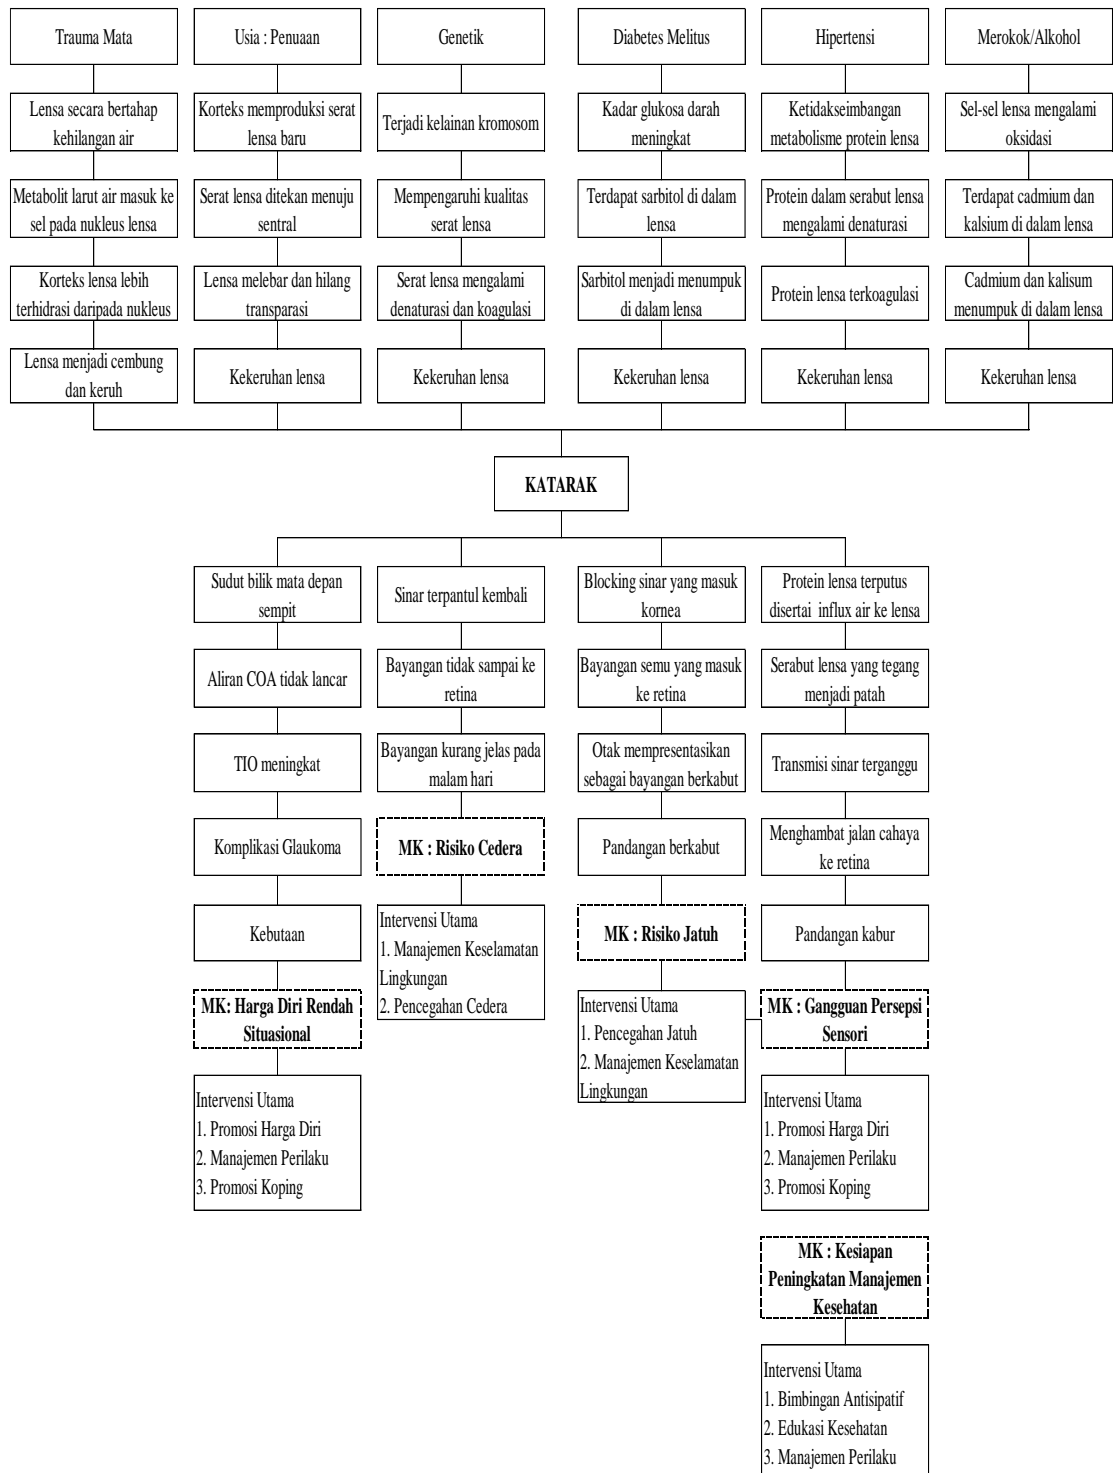 Trauma Mata
Usia : Penuaan
Genetik
Diabetes Melitus
Hipertensi
Merokok/Alkohol
Lensa secara bertahap
kehilangan air
Korteks memproduksi serat
lensa baru
Terjadi kelainan kromosom
Kadar glukosa darah
meningkat
Ketidakseimbangan
metabolisme protein lensa
Sel-sel lensa mengalami
oksidasi
Metabolit larut air masuk ke
sel pada nukleus lensa
Serat lensa ditekan menuju
sentral
Mempengaruhi kualitas
serat lensa
Terdapat sarbitol di dalam
lensa
Protein dalam serabut lensa
mengalami denaturasi
Terdapat cadmium dan
kalsium di dalam lensa
Korteks lensa lebih
terhidrasi daripada nukleus
Lensa melebar dan hilang
transparasi
Serat lensa mengalami
denaturasi dan koagulasi
Sarbitol menjadi menumpuk
di dalam lensa
Protein lensa terkoagulasi
Cadmium dan kalisum
menumpuk di dalam lensa
Lensa menjadi cembung
dan keruh
Kekeruhan lensa
Kekeruhan lensa
Kekeruhan lensa
Kekeruhan lensa
Kekeruhan lensa
KATARAK
Sudut bilik mata depan
sempit
Sinar terpantul kembali
Blocking sinar yang masuk
kornea
Protein lensa terputus
disertai influx air ke lensa
Aliran COA tidak lancar
Bayangan tidak sampai ke
retina
Bayangan semu yang masuk
ke retina
Serabut lensa yang tegang
menjadi patah
TIO meningkat
Bayangan kurang jelas pada
malam hari
Otak mempresentasikan
sebagai bayangan berkabut
Transmisi sinar terganggu
Komplikasi Glaukoma
MK : Risiko Cedera
Pandangan berkabut
Menghambat jalan cahaya
ke retina
Kebutaan
Intervensi Utama
1. Manajemen Keselamatan
Lingkungan
2. Pencegahan Cedera
MK : Risiko Jatuh
Pandangan kabur
MK: Harga Diri Rendah
Situasional
Intervensi Utama
1. Pencegahan Jatuh
2. Manajemen Keselamatan
Lingkungan
MK : Gangguan Persepsi
Sensori
Intervensi Utama
1. Promosi Harga Diri
2. Manajemen Perilaku
3. Promosi Koping
Intervensi Utama
1. Promosi Harga Diri
2. Manajemen Perilaku
3. Promosi Koping
MK : Kesiapan
Peningkatan Manajemen
Kesehatan
Intervensi Utama
1. Bimbingan Antisipatif
2. Edukasi Kesehatan
3. Manajemen Perilaku